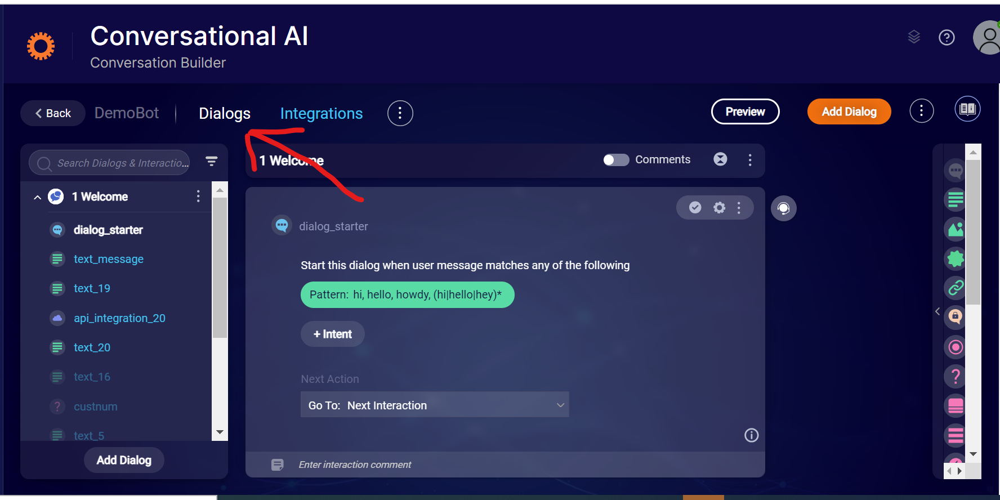 Conversational AI
Conversation Builder
Back
DemoBot
Dialogs
Integrations
Preview
Add Dialog
Search Dialogs & Interactio...
1 Welcome
dialog_starter
text_message
text_19
api_integration_20
text_20
text_16
custnum
text_5
Add Dialog
1 Welcome
Comments
dialog_starter
Start this dialog when user message matches any of the following
Pattern: hi, hello, howdy, (hi|hello|hey)*
+ Intent
Next Action
Go To: Next Interaction
Enter interaction comment